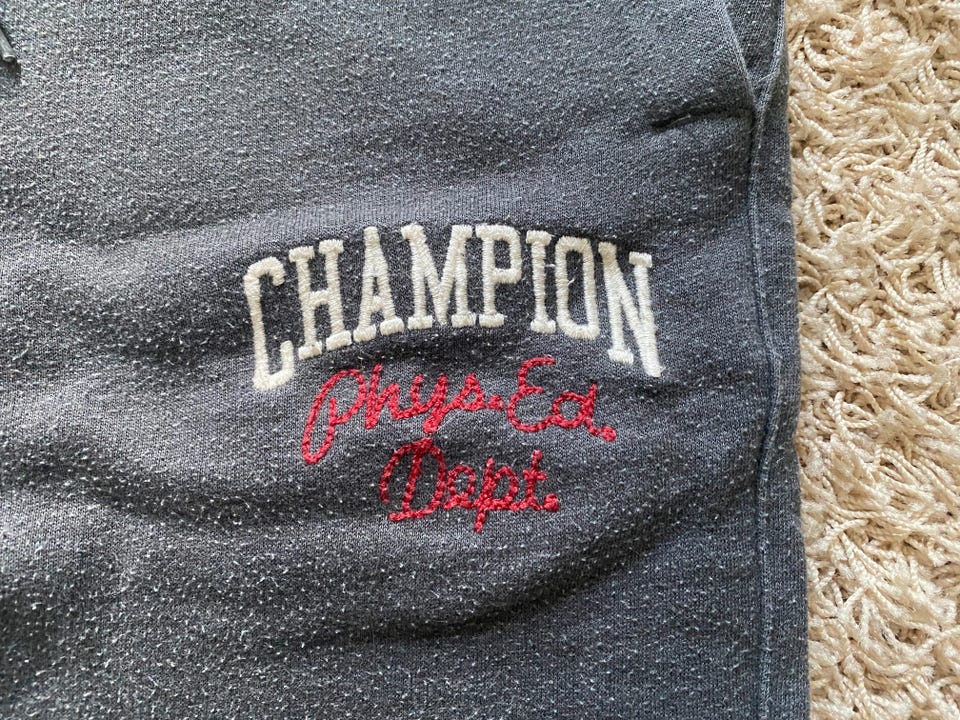 CHAMPION
Phys.Ed.
Dept.